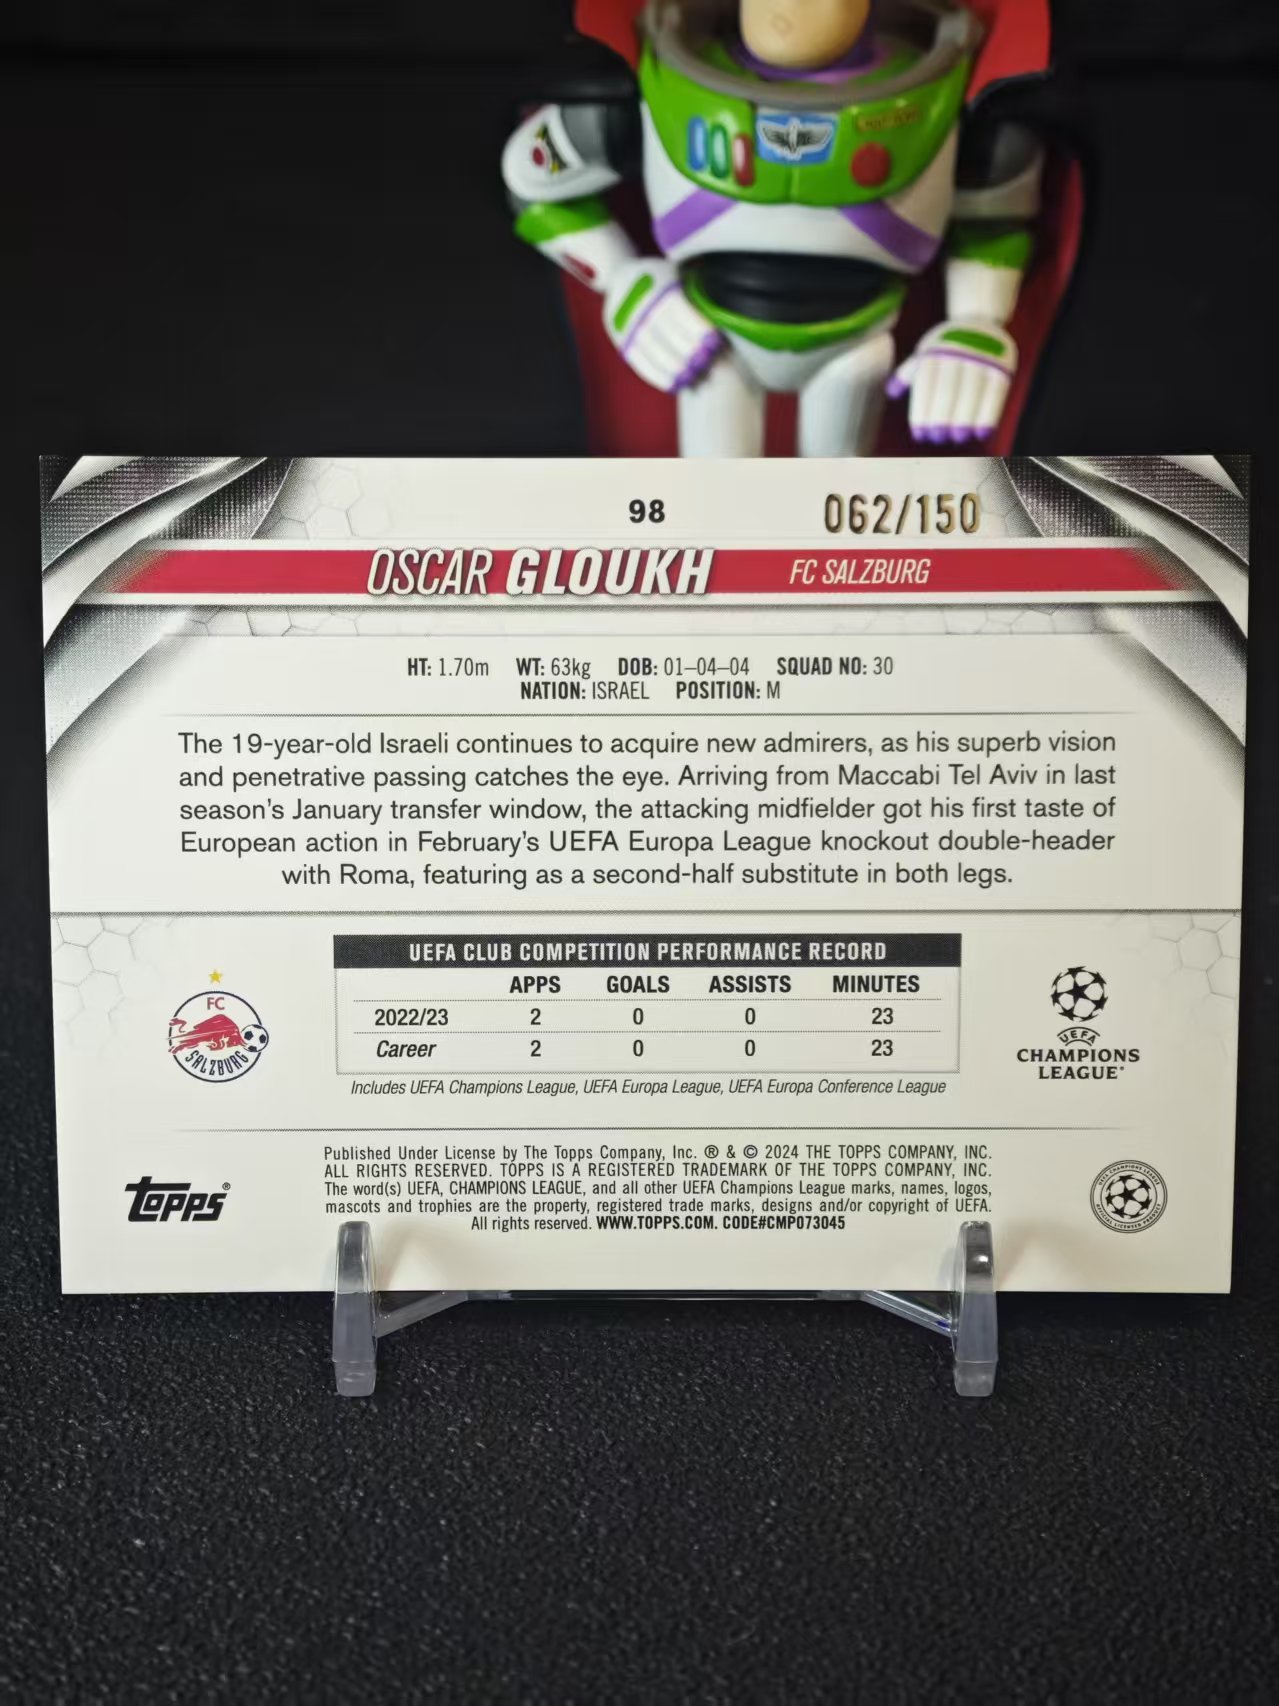 98 062/150
OSCAR GLOUKH FC SALZBURG
HT: 1.70m WT: 63kg DOB: 01–04–04 SQUAD NO: 30
NATION: ISRAEL POSITION: M
The 19-year-old Israeli continues to acquire new admirers, as his superb vision
and penetrative passing catches the eye. Arriving from Maccabi Tel Aviv in last
season's January transfer window, the attacking midfielder got his first taste of
European action in February's UEFA Europa League knockout double-header
with Roma, featuring as a second-half substitute in both legs.
UEFA CLUB COMPETITION PERFORMANCE RECORD
APPS GOALS ASSISTS MINUTES
2022/23 2 0 0 23
Career 2 0 0 23
Includes UEFA Champions League, UEFA Europa League, UEFA Europa Conference League
FC
SALZBURG
UEFA
CHAMPIONS
LEAGUE®
Topps®
Published Under License by The Topps Company, Inc. ® & © 2024 THE TOPPS COMPANY, INC.
ALL RIGHTS RESERVED. TOPPS IS A REGISTERED TRADEMARK OF THE TOPPS COMPANY, INC.
The word(s) UEFA, CHAMPIONS LEAGUE, and all other UEFA Champions League marks, names, logos,
mascots and trophies are the property, registered trade marks, designs and/or copyright of UEFA.
All rights reserved. WWW.TOPPS.COM. CODE#CMP073045
UEFA CHAMPIONS LEAGUE
OFFICIAL LICENSED PRODUCT